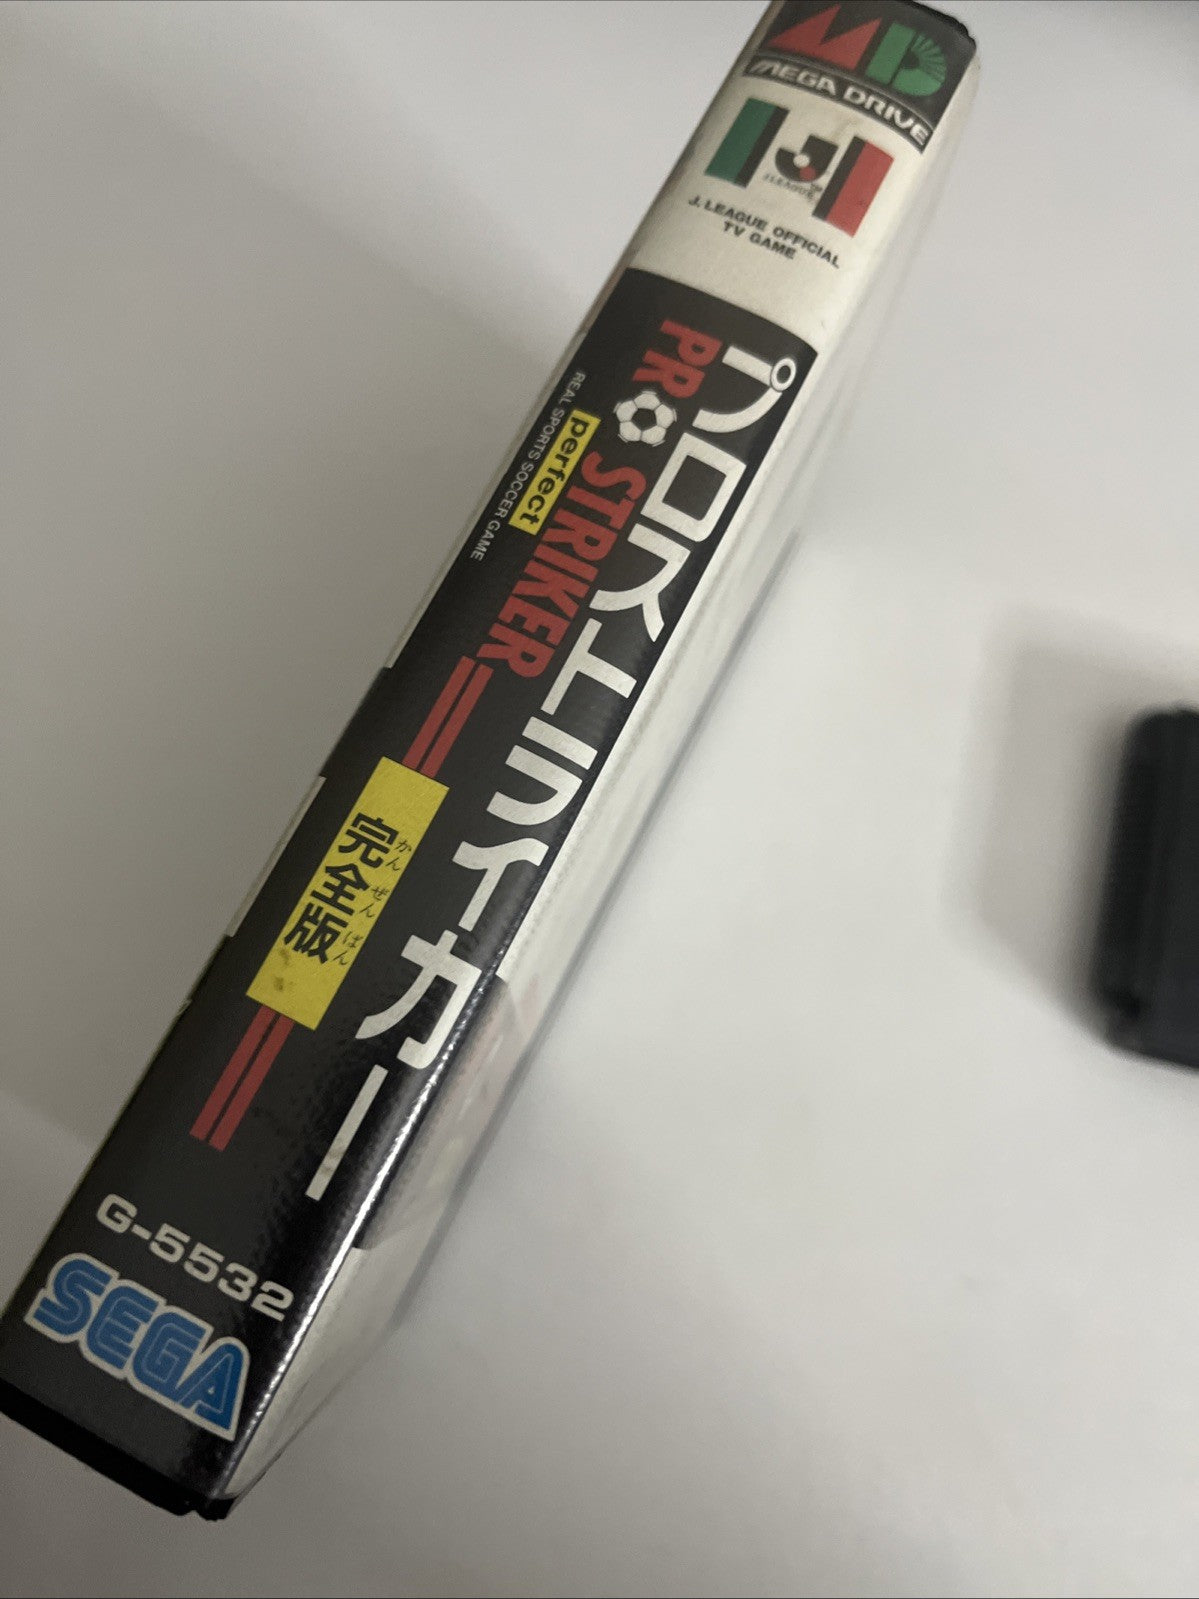 MD
MEGA DRIVE
J.LEAGUE
J. LEAGUE OFFICIAL
TV GAME
プロストライカー
PRO STRIKER
perfect
REAL SPORTS SOCCER GAME
かんぜんばん
完全版
G-5532
SEGA